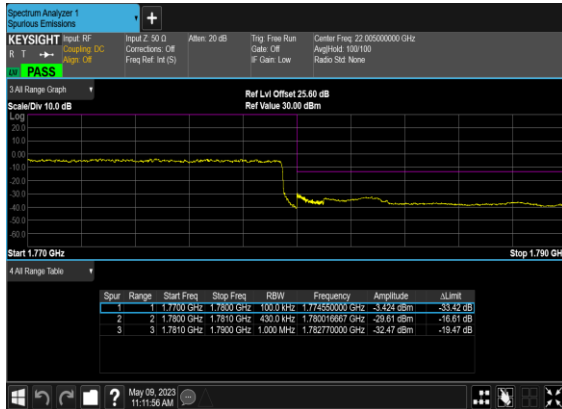 Spectrum Analyzer 1
Spurious Emissions
+
KEYSIGHT Input: RF Input Z: 50 Ω Atten: 20 dB Trig: Free Run Center Freq: 22.005000000 GHz
R T Coupling: DC Corrections: Off Gate: Off Avg|Hold: 100/100
Align: Off Freq Ref: Int (S) IF Gain: Low Radio Std: None
PASS
3 All Range Graph
Ref Lvl Offset 25.60 dB
Scale/Div 10.0 dB Ref Value 30.00 dBm
Log
20.0
10.0
0.00
-10.0
-20.0
-30.0
-40.0
-50.0
-60.0
Start 1.770 GHz Stop 1.790 GH
4 All Range Table
Spur Range Start Freq Stop Freq RBW Frequency Amplitude ΔLimit
1 1 1.7700 GHz 1.7800 GHz 100.0 kHz 1.774550000 GHz -3.424 dBm -33.42 dB
2 2 1.7800 GHz 1.7810 GHz 430.0 kHz 1.780016667 GHz -29.61 dBm -16.61 dB
3 3 1.7810 GHz 1.7900 GHz 1.000 MHz 1.782770000 GHz -32.47 dBm -19.47 dB
? May 09, 2023
11:11:56 AM